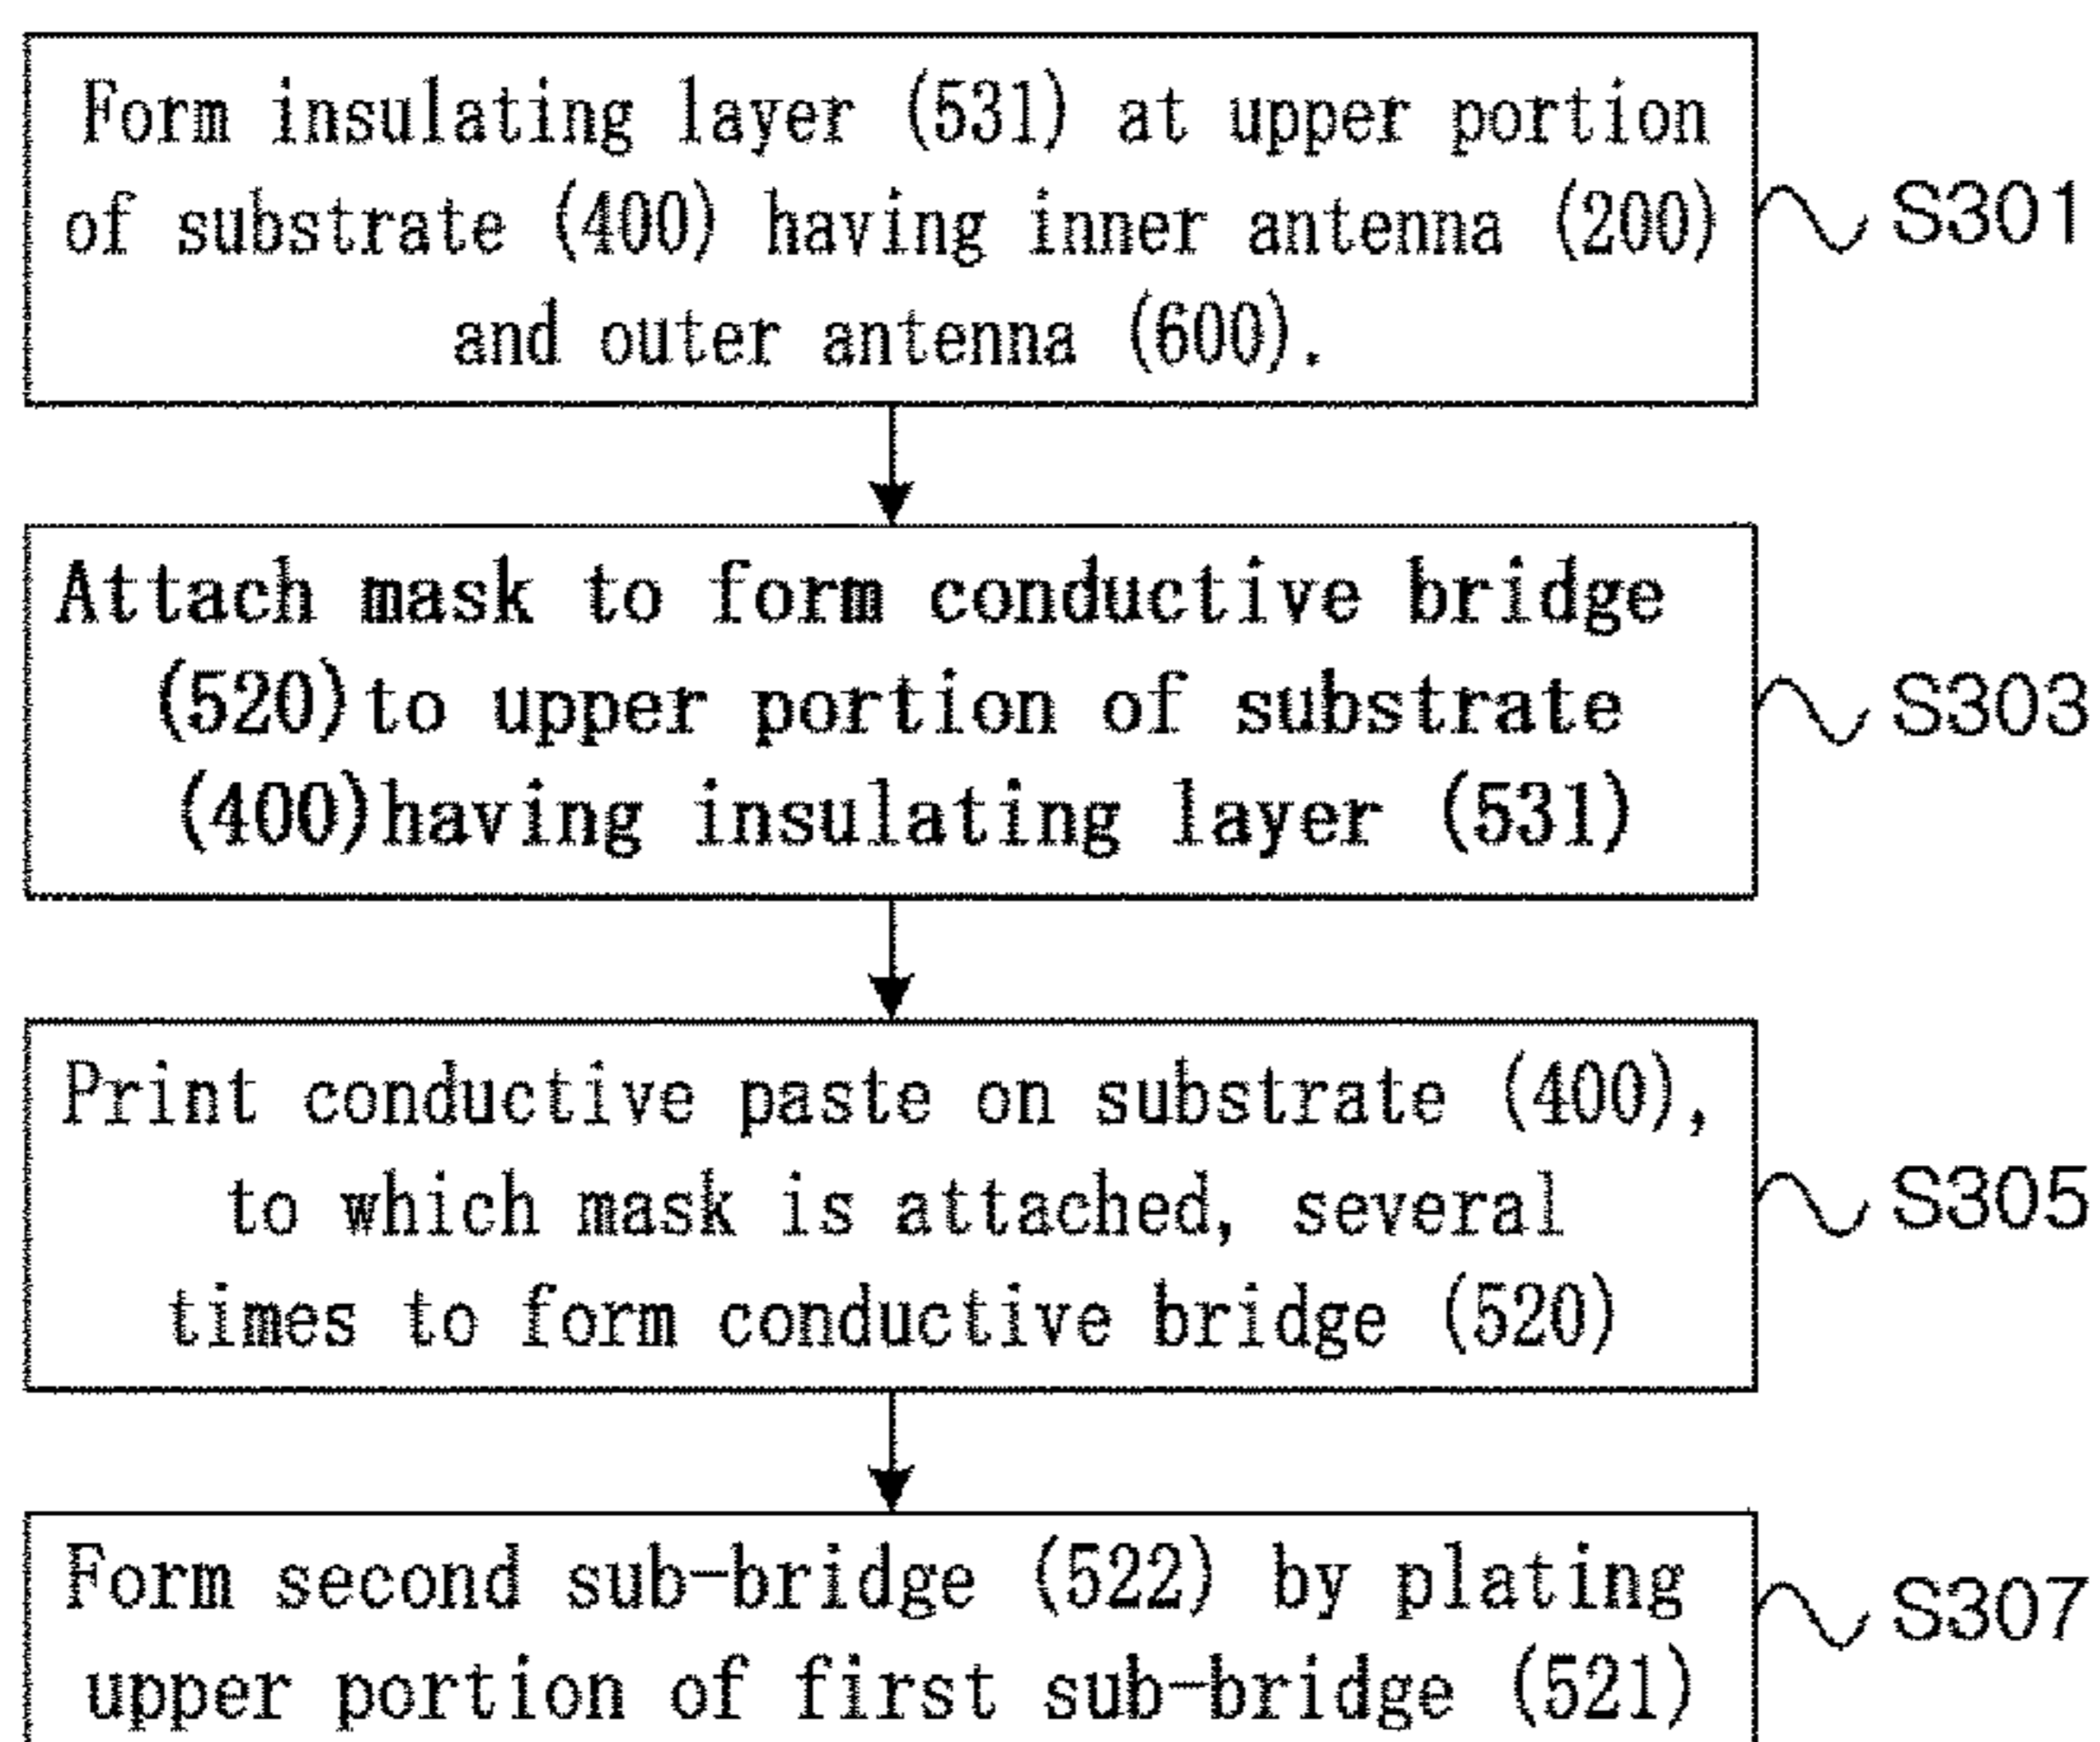 Form insulating layer (531) at upper portion
of substrate (400) having inner antenna (200)
and outer antenna (600).
S301
Attach mask to form conductive bridge
(520)to upper portion of substrate
(400)having insulating layer (531)
S303
Print conductive paste on substrate (400),
to which mask is attached, several
times to form conductive bridge (520)
S305
Form second sub-bridge (522) by plating
upper portion of first sub-bridge (521)
S307